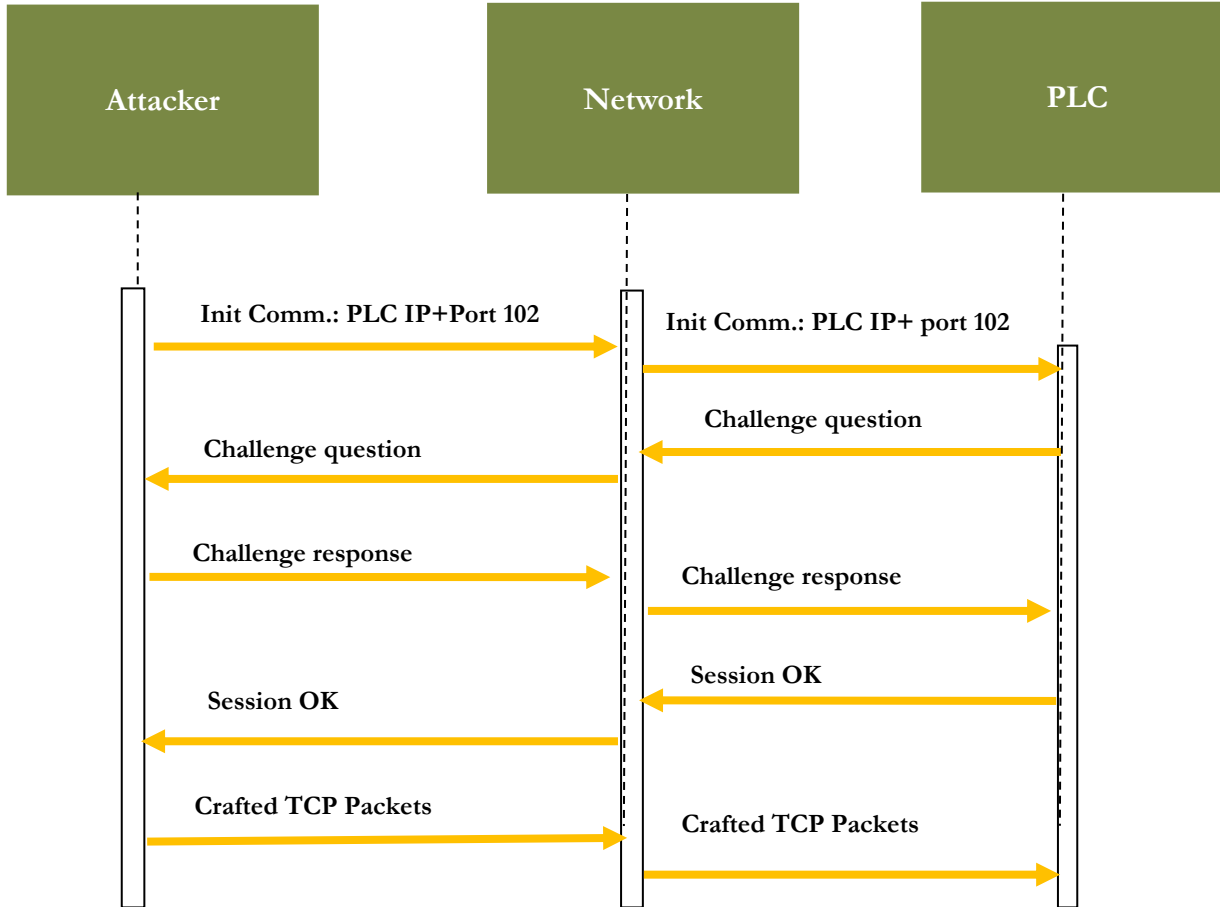 Attacker
Network
PLC
Init Comm.: PLC IP+Port 102
Init Comm.: PLC IP+ port 102
Challenge question
Challenge question
Challenge response
Challenge response
Session OK
Session OK
Crafted TCP Packets
Crafted TCP Packets